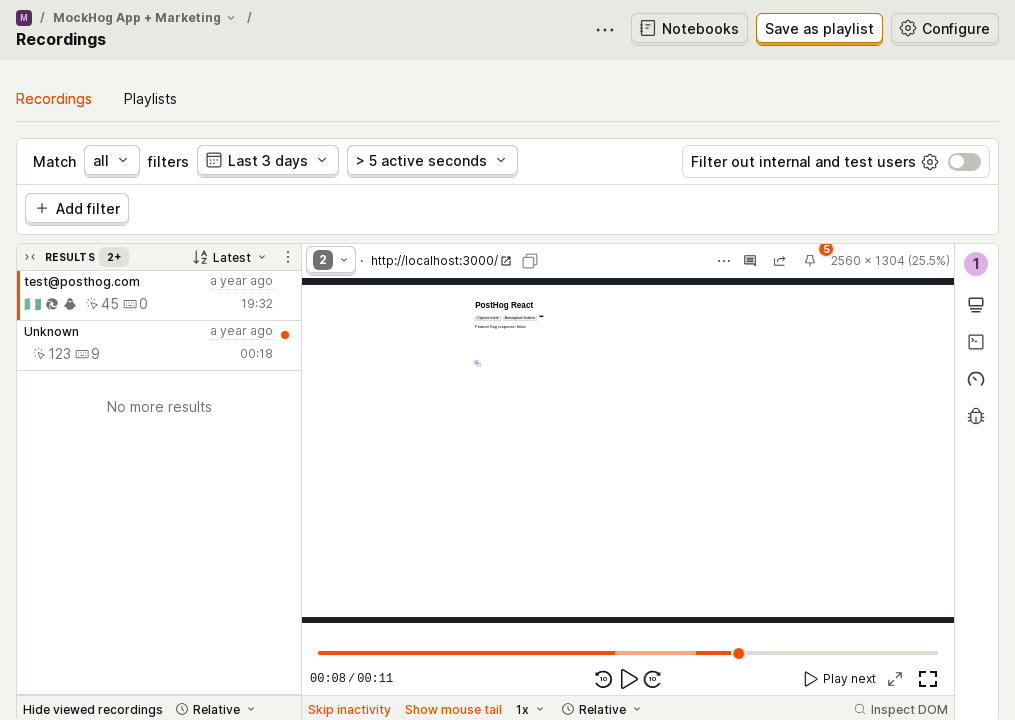 M / MockHog App + Marketing /
Recordings
Notebooks
Save as playlist
Configure
Recordings
Playlists
Match all filters Last 3 days > 5 active seconds
Filter out internal and test users
Add filter
RESULTS 2+ Latest
test@posthog.com a year ago
45 0 19:32
Unknown a year ago
123 9 00:18
No more results
Hide viewed recordings Relative
2 · http://localhost:3000/ 5 2560 × 1304 (25.5%)
PostHog React
Capture event Autocapture buttons
Feature flag response: false
10 10
00:08 / 00:11
Play next
Skip inactivity Show mouse tail 1x Relative Inspect DOM
1